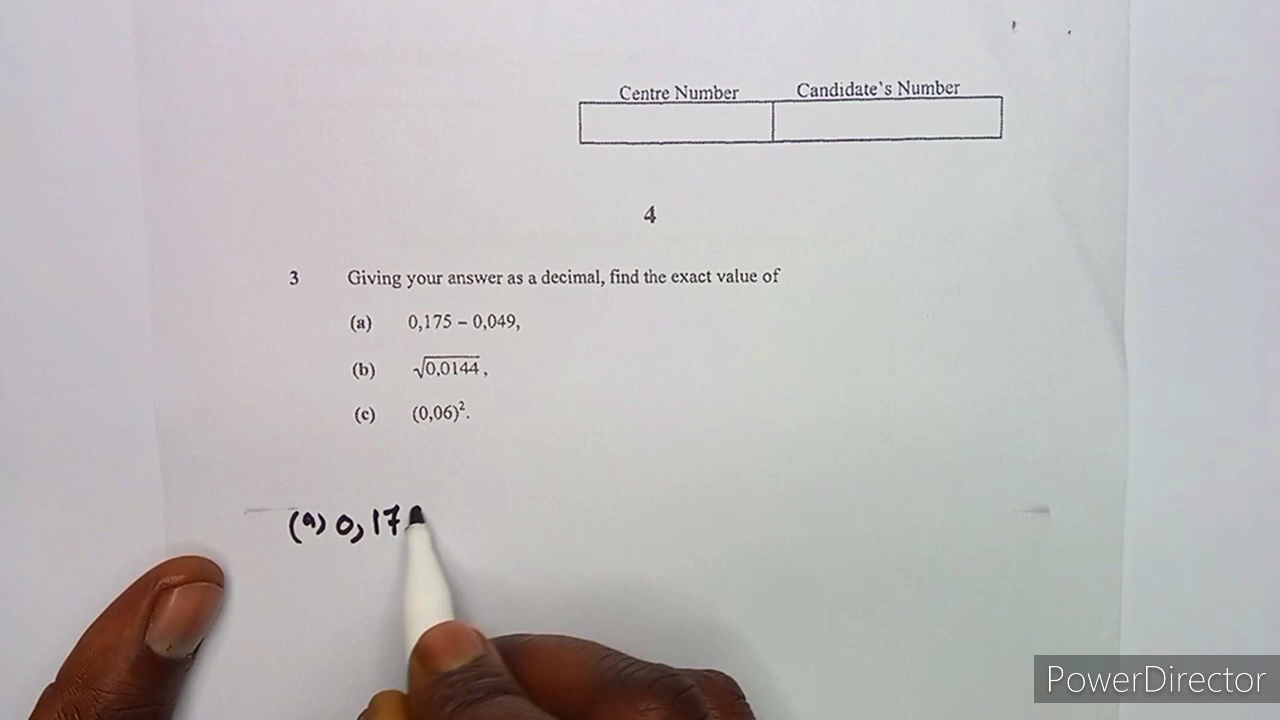 Centre Number Candidate's Number
4
3 Giving your answer as a decimal, find the exact value of
(a) 0,175 – 0,049,
(b) √0,0144,
(c) (0,06)².
(a) 0,17
PowerDirector